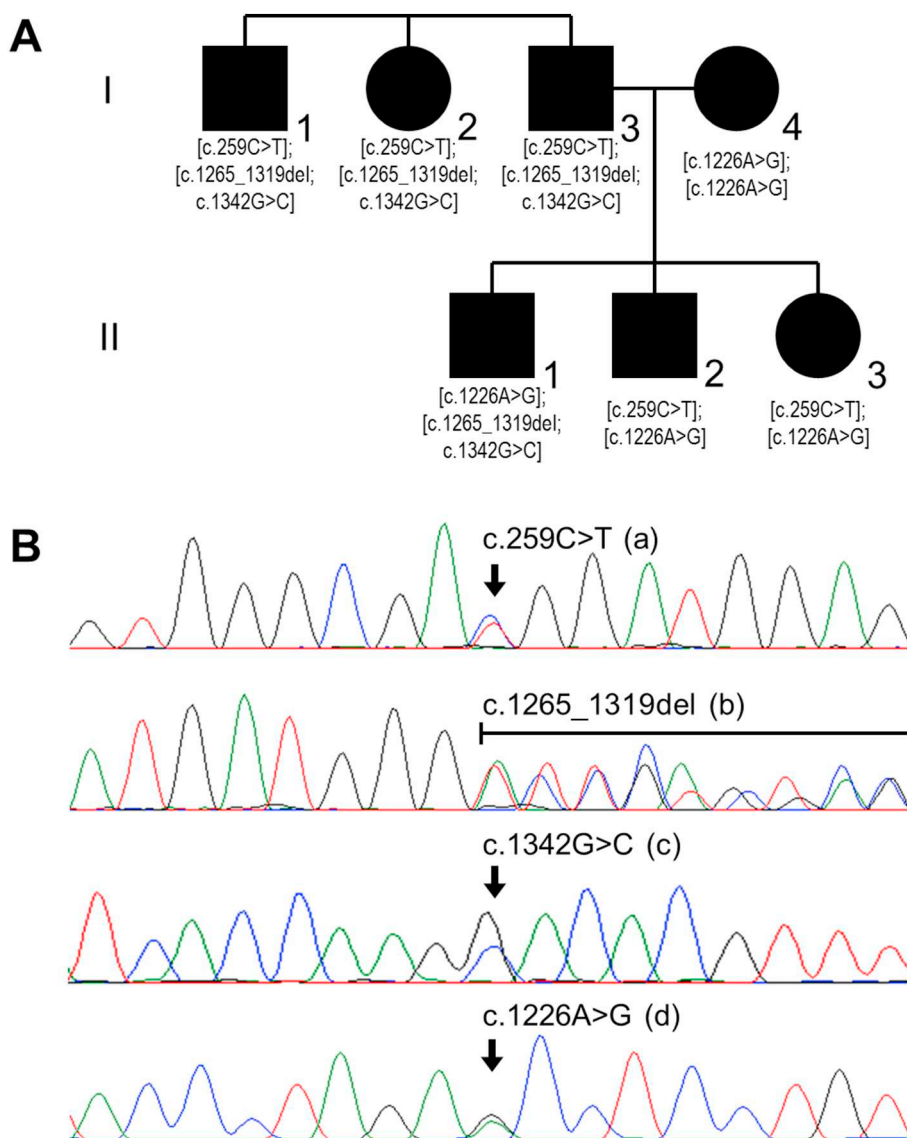 A
I
1
2
3
4
[c.259C>T];
[c.1265_1319del;
c.1342G>C]
[c.259C>T];
[c.1265_1319del;
c.1342G>C]
[c.259C>T];
[c.1265_1319del;
c.1342G>C]
[c.1226A>G];
[c.1226A>G]
II
1
2
3
[c.1226A>G];
[c.1265_1319del;
c.1342G>C]
[c.259C>T];
[c.1226A>G]
[c.259C>T];
[c.1226A>G]
B
c.259C>T (a)
c.1265_1319del (b)
c.1342G>C (c)
c.1226A>G (d)